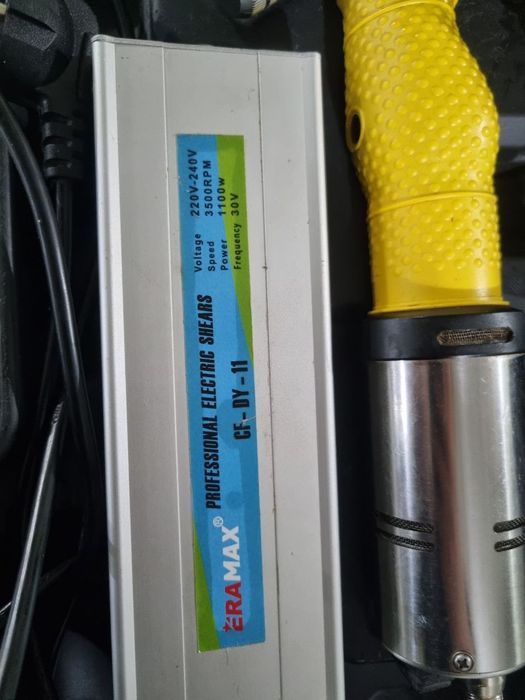 ERAMAX®
PROFESSIONAL ELECTRIC SHEARS
CF-DY-11
Voltage 220V-240V
Speed 3500RPM
Power 1100W
Frequency 30V